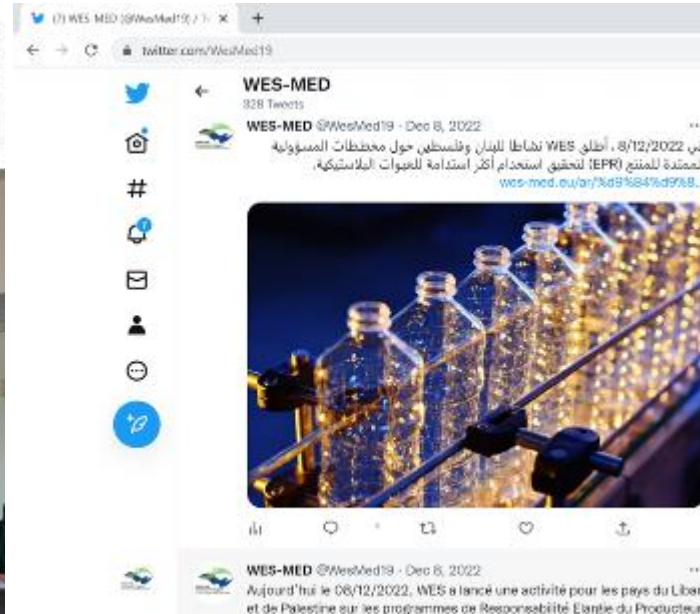 (7) WES-MED (@WesMed19) / T
twitter.com/WesMed19
WES-MED
328 Tweets
WES-MED @WesMed19 · Dec 8, 2022
في 8/12/2022 ، أطلق WES نشاطا للبنان وفلسطين حول مخططات المسؤولية
الممتدة للمنتج (EPR) لتحقيق استخدام أكثر استدامة للعبوات البلاستيكية.
wes-med.eu/ar/%d9%84%d9%8...
7
WES-MED @WesMed19 · Dec 8, 2022
Aujourd'hui le 08/12/2022, WES a lancé une activité pour les pays du Liban
et de Palestine sur les programmes de Responsabilité Elargie du Producteur